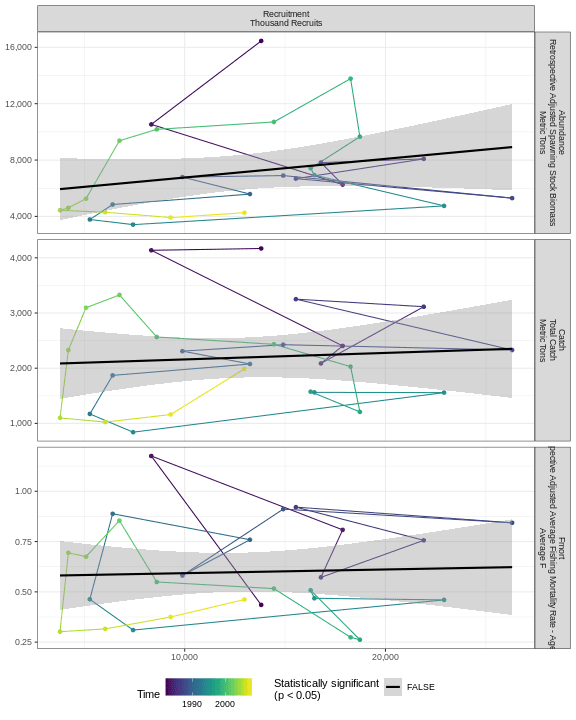 Recruitment
Thousand Recruits
16,000
12,000
8,000
4,000
Abundance
Retrospective Adjusted Spawning Stock Biomass
Metric Tons
4,000
3,000
2,000
1,000
Catch
Total Catch
Metric Tons
1.00
0.75
0.50
0.25
Fmort
pective Adjusted Average Fishing Mortality Rate - Age
Average F
10,000
20,000
Time
1990
2000
Statistically significant
(p < 0.05)
FALSE